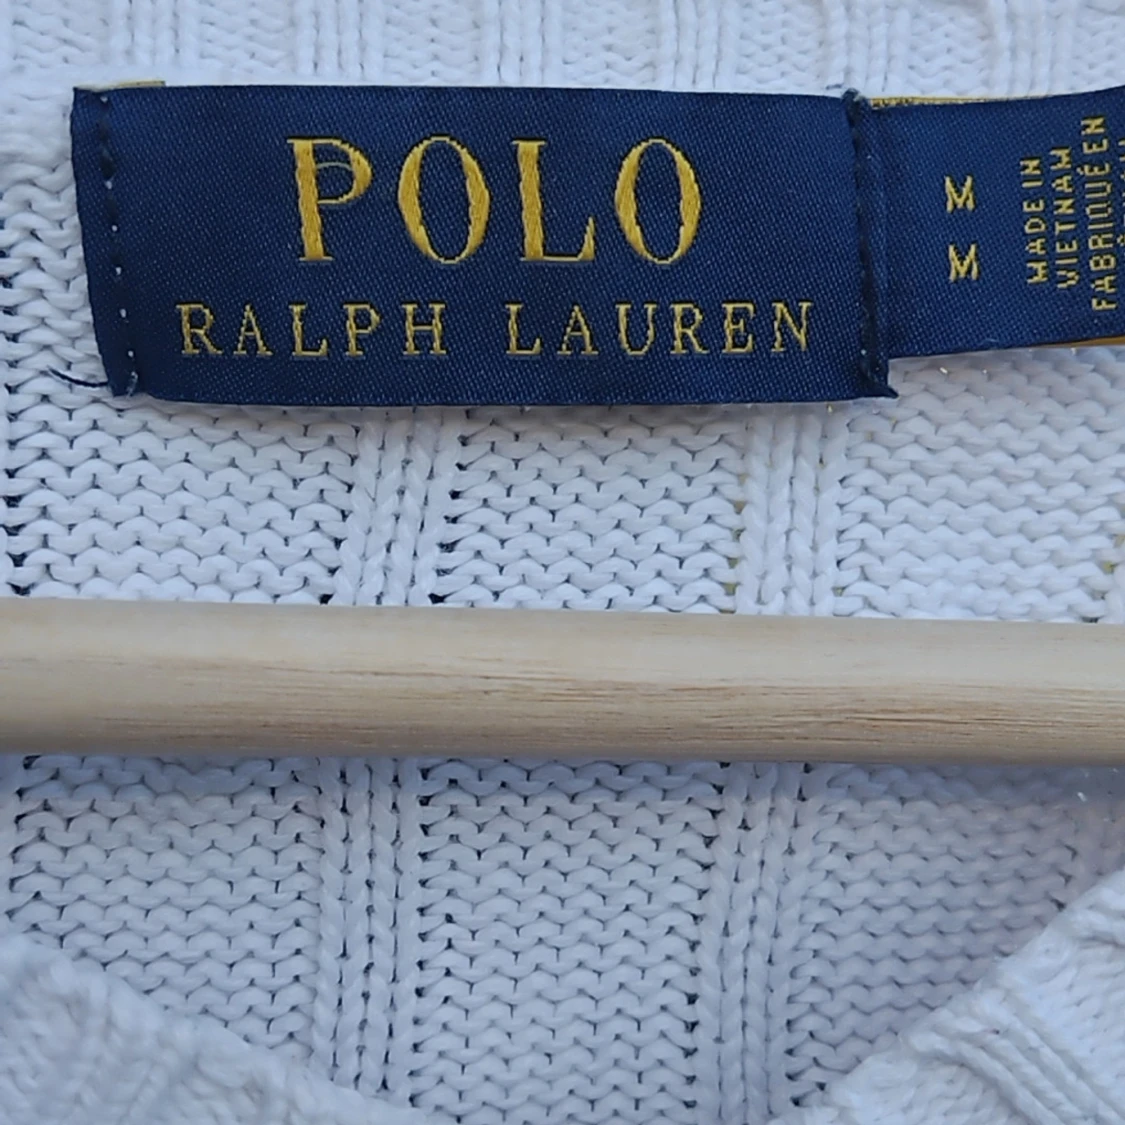 POLO
RALPH LAUREN
M
M
MADE IN
VIETNAM
FABRIQUÉ EN